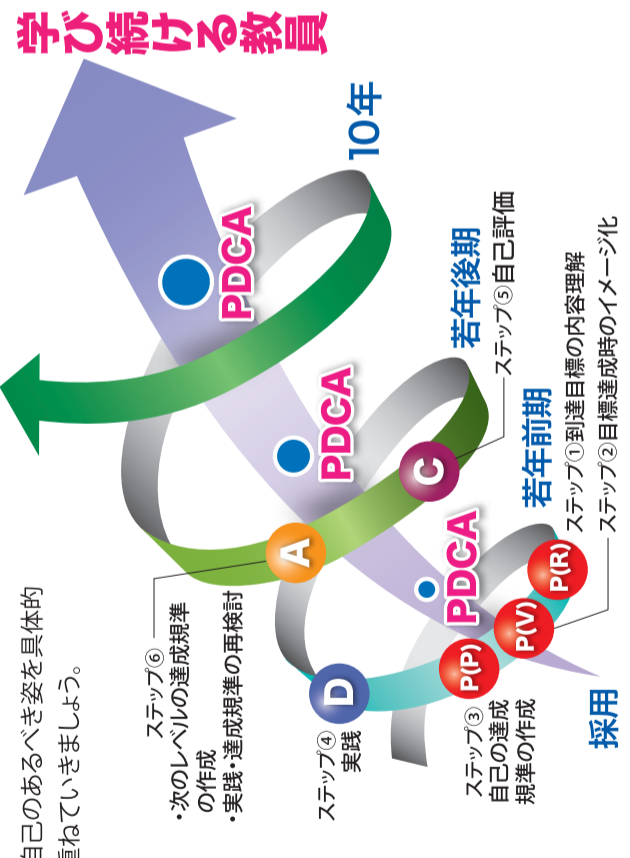 自己のあるべき姿を具体的
重ねていきましょう。
学び続ける教員
10年
PDCA
若年後期
ステップ⑤自己評価
PDCA
C
若年前期
ステップ①到達目標の内容理解
ステップ②目標達成時のイメージ化
A
ステップ⑥
・次のレベルの達成規準
の作成
・実践・達成規準の再検討
PDCA
P(R)
P(V)
P(P)
D
ステップ④
実践
ステップ③
自己の達成
規準の作成
採用